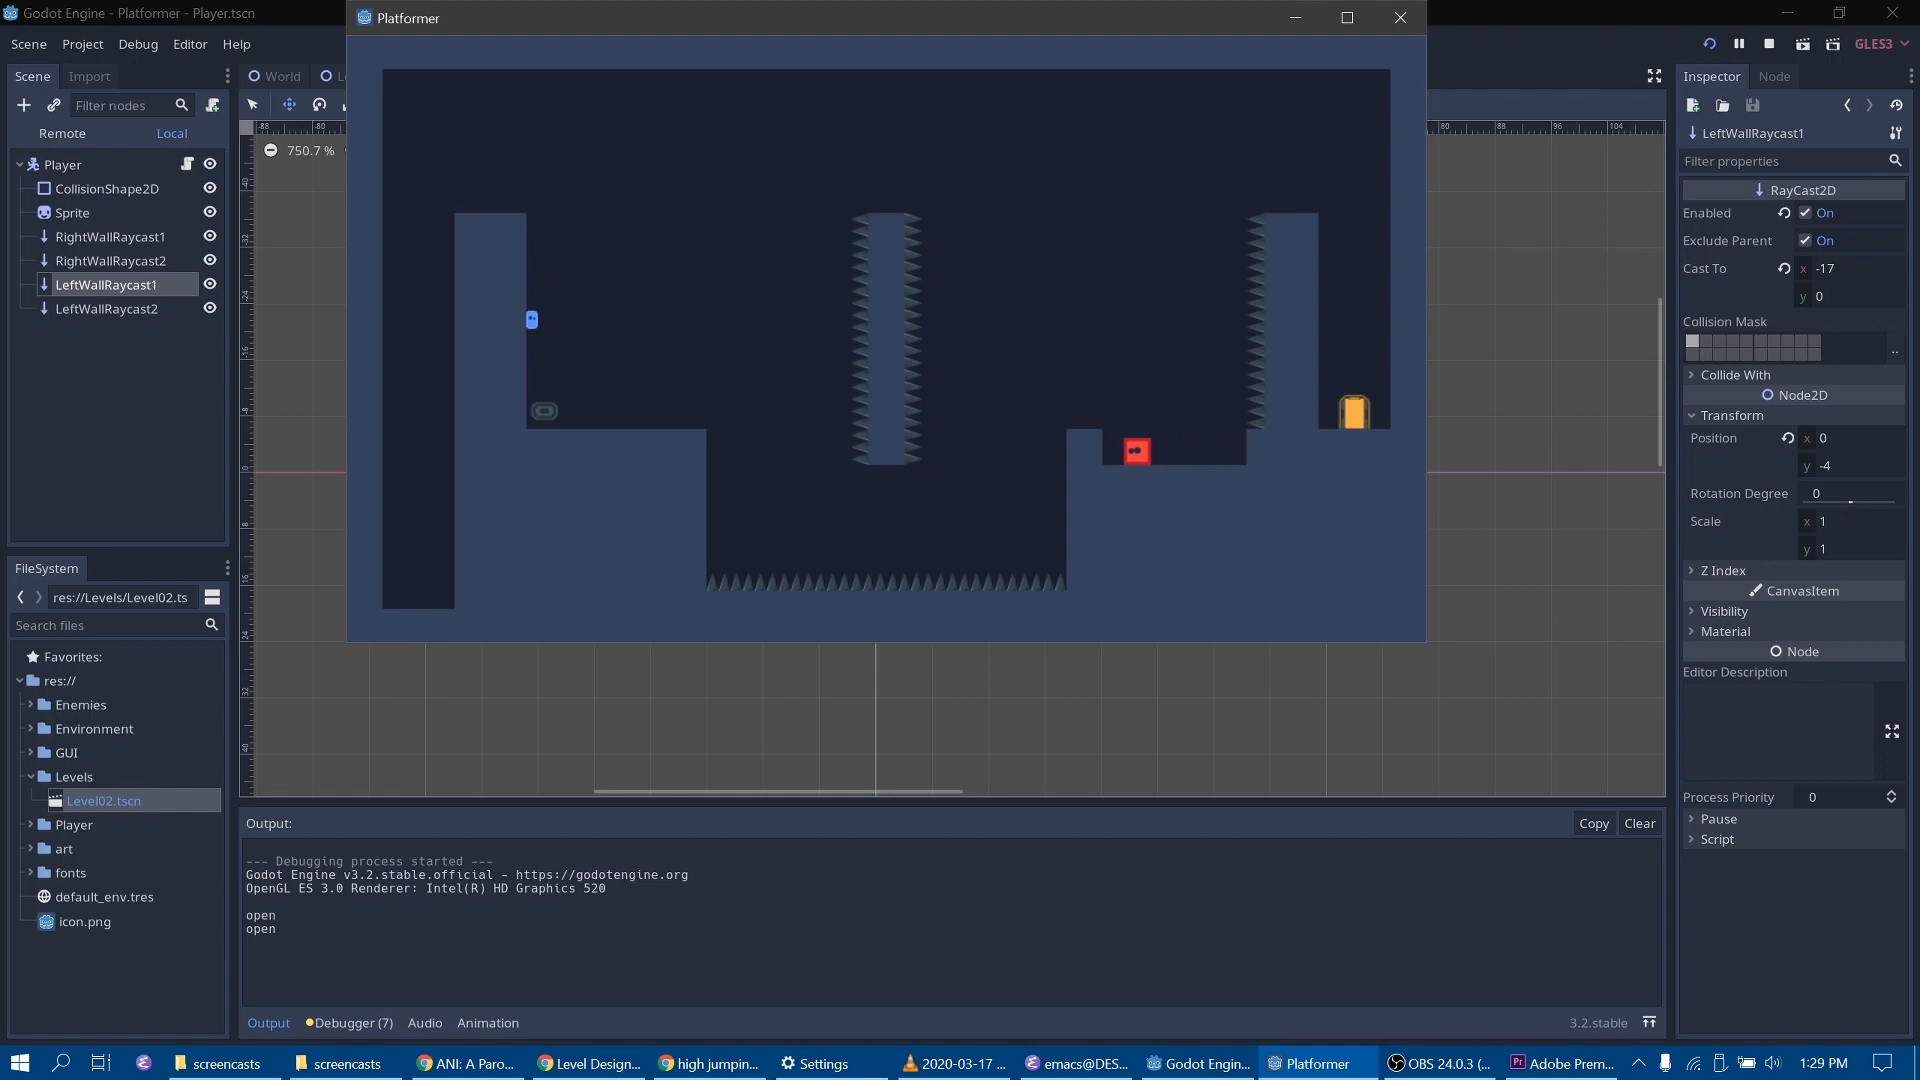 Godot Engine - Platformer - Player.tscn
Platformer
Scene Project Debug Editor Help
GLES3
Scene Import
World
Inspector Node
Filter nodes
Remote Local
750.7 %
LeftWallRaycast1
Filter properties
Player
CollisionShape2D
Sprite
RightWallRaycast1
RightWallRaycast2
LeftWallRaycast1
LeftWallRaycast2
RayCast2D
Enabled On
Exclude Parent On
Cast To x -17
y 0
Collision Mask
..
Collide With
Node2D
Transform
Position x 0
y -4
Rotation Degree 0
Scale x 1
y 1
Z Index
CanvasItem
Visibility
Material
Node
Editor Description
Process Priority 0
Pause
Script
FileSystem
res://Levels/Level02.ts
Search files
Favorites:
res://
Enemies
Environment
GUI
Levels
Level02.tscn
Player
art
fonts
default_env.tres
icon.png
Output:
Copy Clear
--- Debugging process started ---
Godot Engine v3.2.stable.official - https://godotengine.org
OpenGL ES 3.0 Renderer: Intel(R) HD Graphics 520
open
open
Output Debugger (7) Audio Animation
3.2.stable
screencasts screencasts ANI: A Paro... Level Design... high jumpin... Settings 2020-03-17 ... emacs@DES... Godot Engin... Platformer OBS 24.0.3 (... Adobe Prem... 1:29 PM